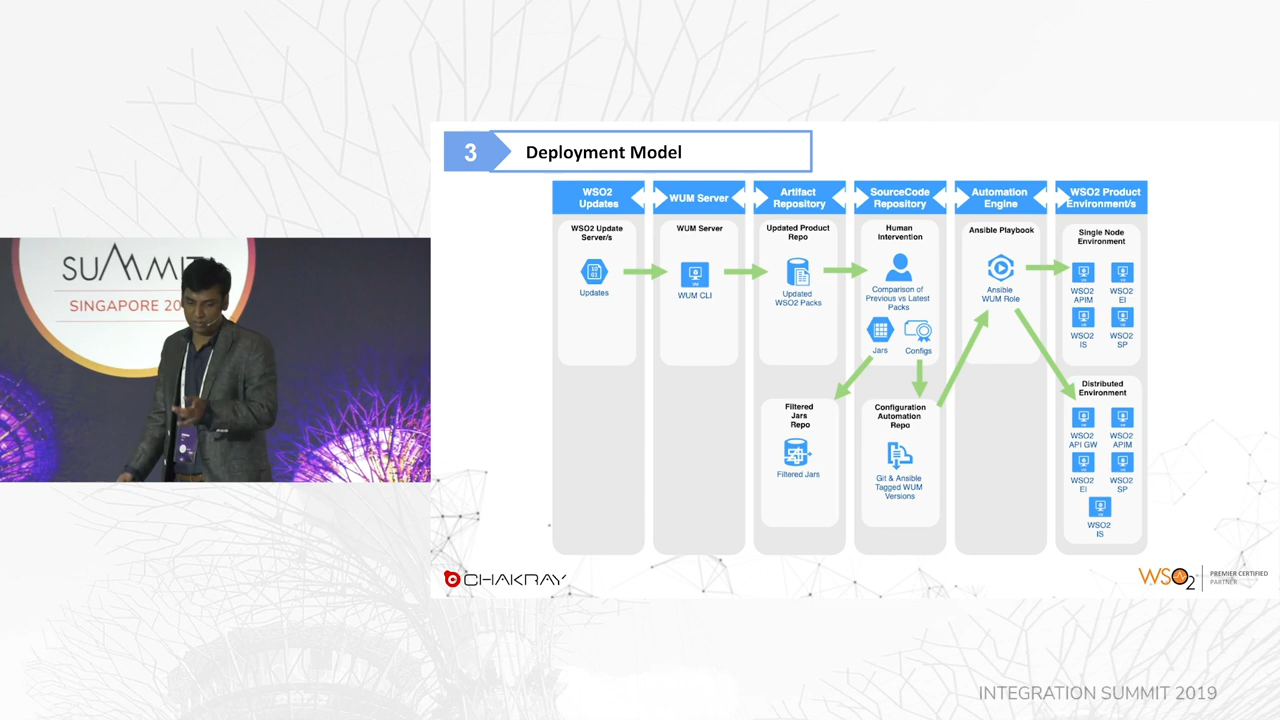 SUMMIT
SINGAPORE 20
3
Deployment Model
WSO2
Updates
WUM Server
Artifact
Repository
SourceCode
Repository
Automation
Engine
WSO2 Product
Environment/s
WSO2 Update
Server/s
Updates
WUM Server
WUM CLI
Updated Product
Repo
Updated
WSO2 Packs
Human
Intervention
Comparison of
Previous vs Latest
Packs
Jars
Configs
Ansible Playbook
Ansible
WUM Role
Single Node
Environment
WSO2
APIM
WSO2
EI
WSO2
IS
WSO2
SP
Filtered
Jars
Repo
Filtered Jars
Configuration
Automation
Repo
Git & Ansible
Tagged WUM
Versions
Distributed
Environment
WSO2
API GW
WSO2
APIM
WSO2
EI
WSO2
SP
WSO2
IS
CHAKRAY
WSO2
PREMIER CERTIFIED
PARTNER
INTEGRATION SUMMIT 2019